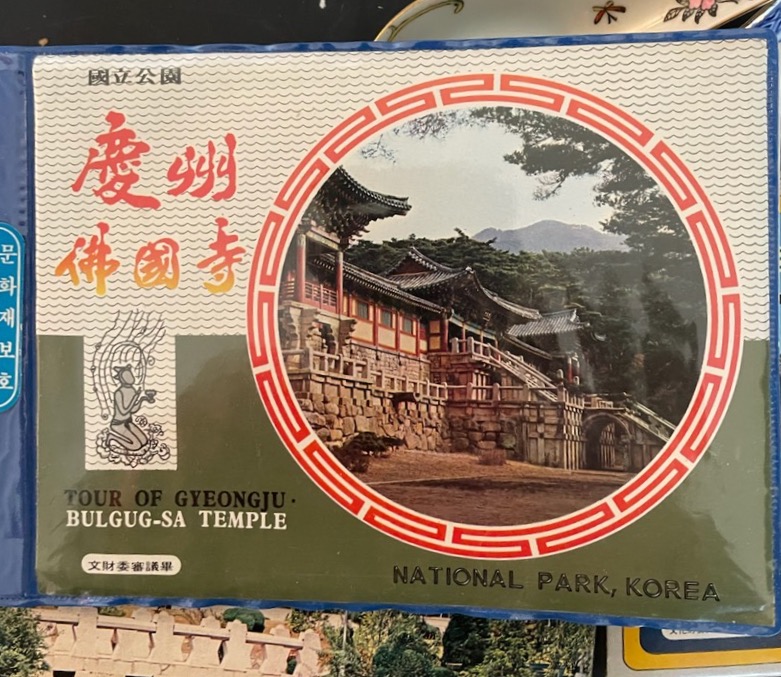 國立公園
慶州
佛國寺
문화재보호
TOUR OF GYEONGJU·
BULGUG-SA TEMPLE
文財委審議畢
NATIONAL PARK, KOREA